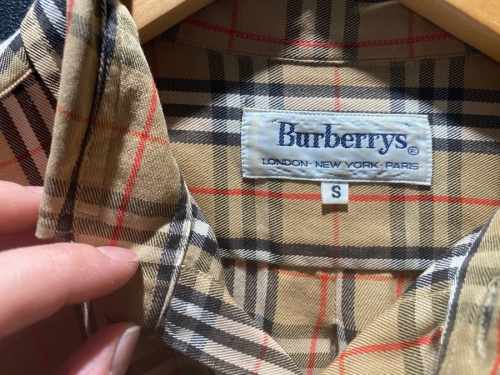 Burberrys®
LONDON · NEW YORK · PARIS
S